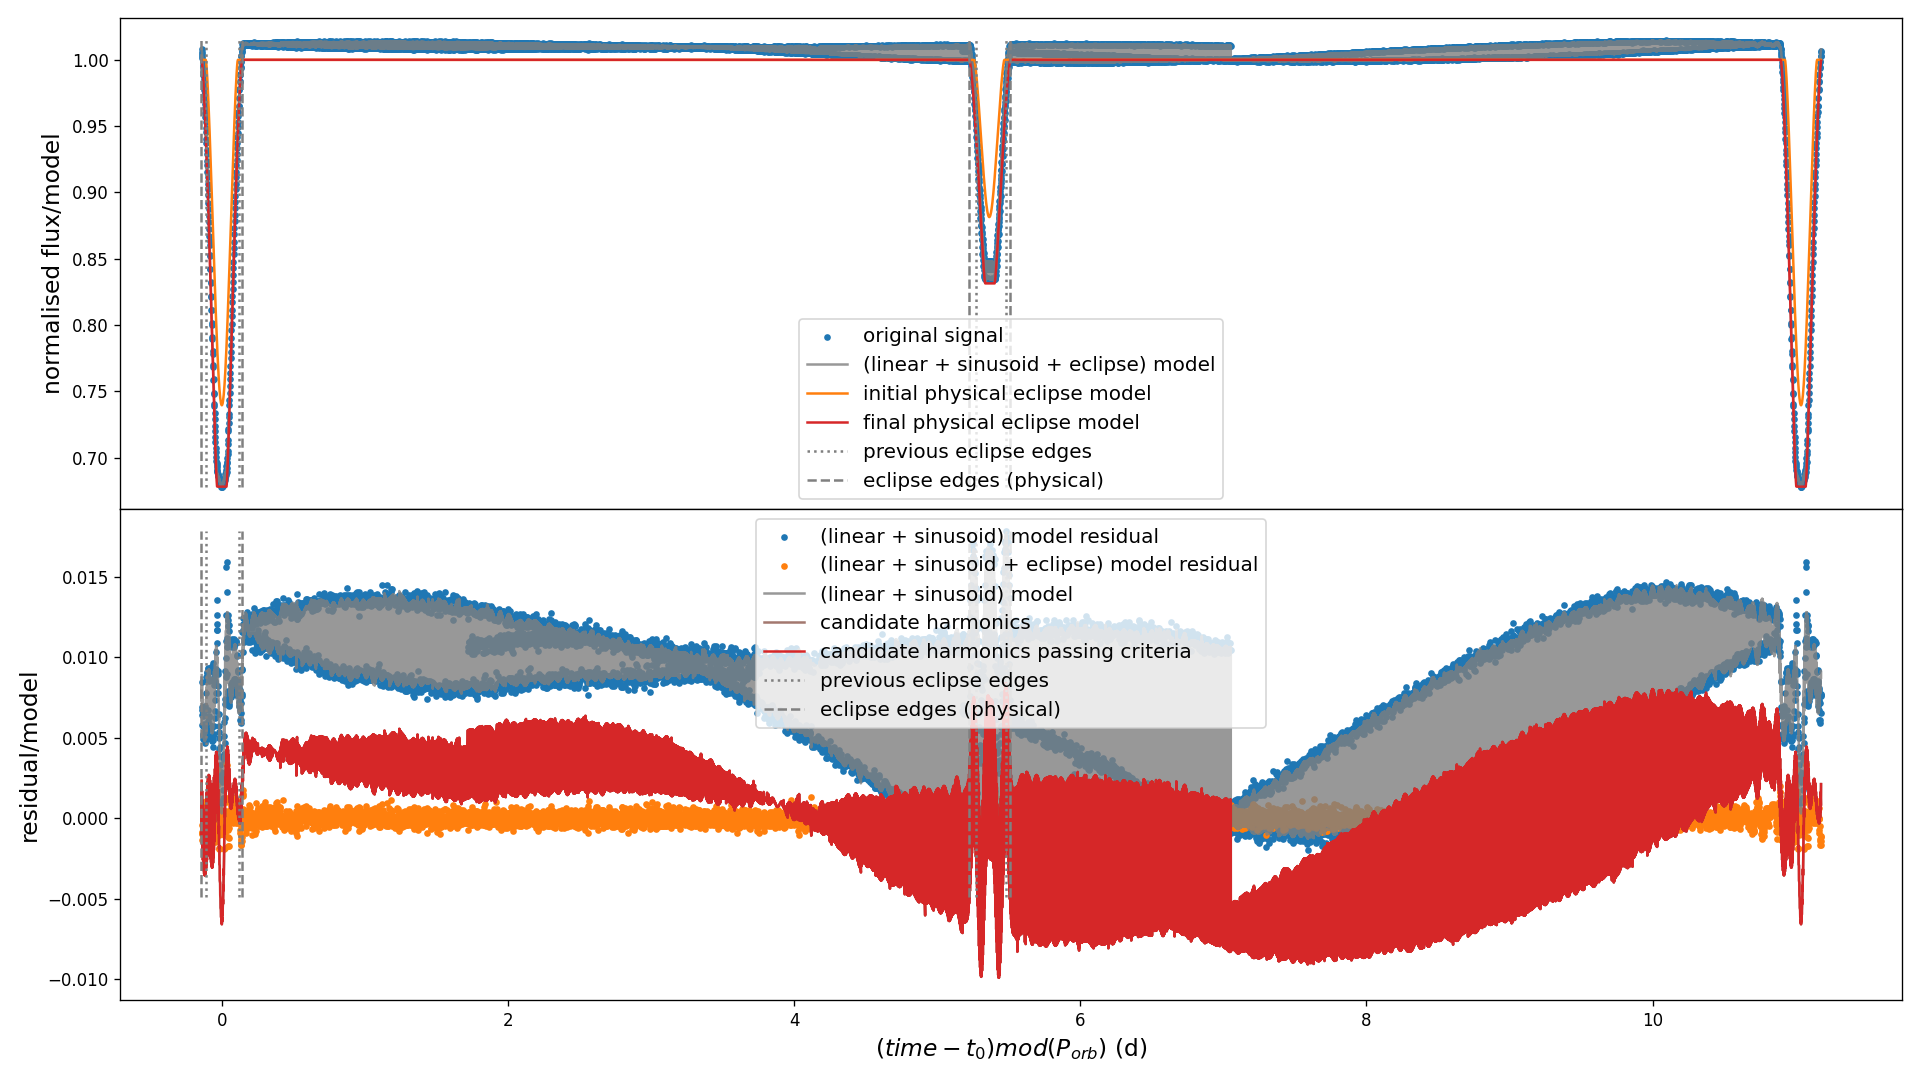 normalised flux/model
1.00
0.95
0.90
0.85
0.80
0.75
0.70
original signal
(linear + sinusoid + eclipse) model
initial physical eclipse model
final physical eclipse model
previous eclipse edges
eclipse edges (physical)
residual/model
0.015
0.010
0.005
0.000
−0.005
−0.010
(linear + sinusoid) model residual
(linear + sinusoid + eclipse) model residual
(linear + sinusoid) model
candidate harmonics
candidate harmonics passing criteria
previous eclipse edges
eclipse edges (physical)
0 2 4 6 8 10
(time − t₀)mod(Pₒᵣb) (d)